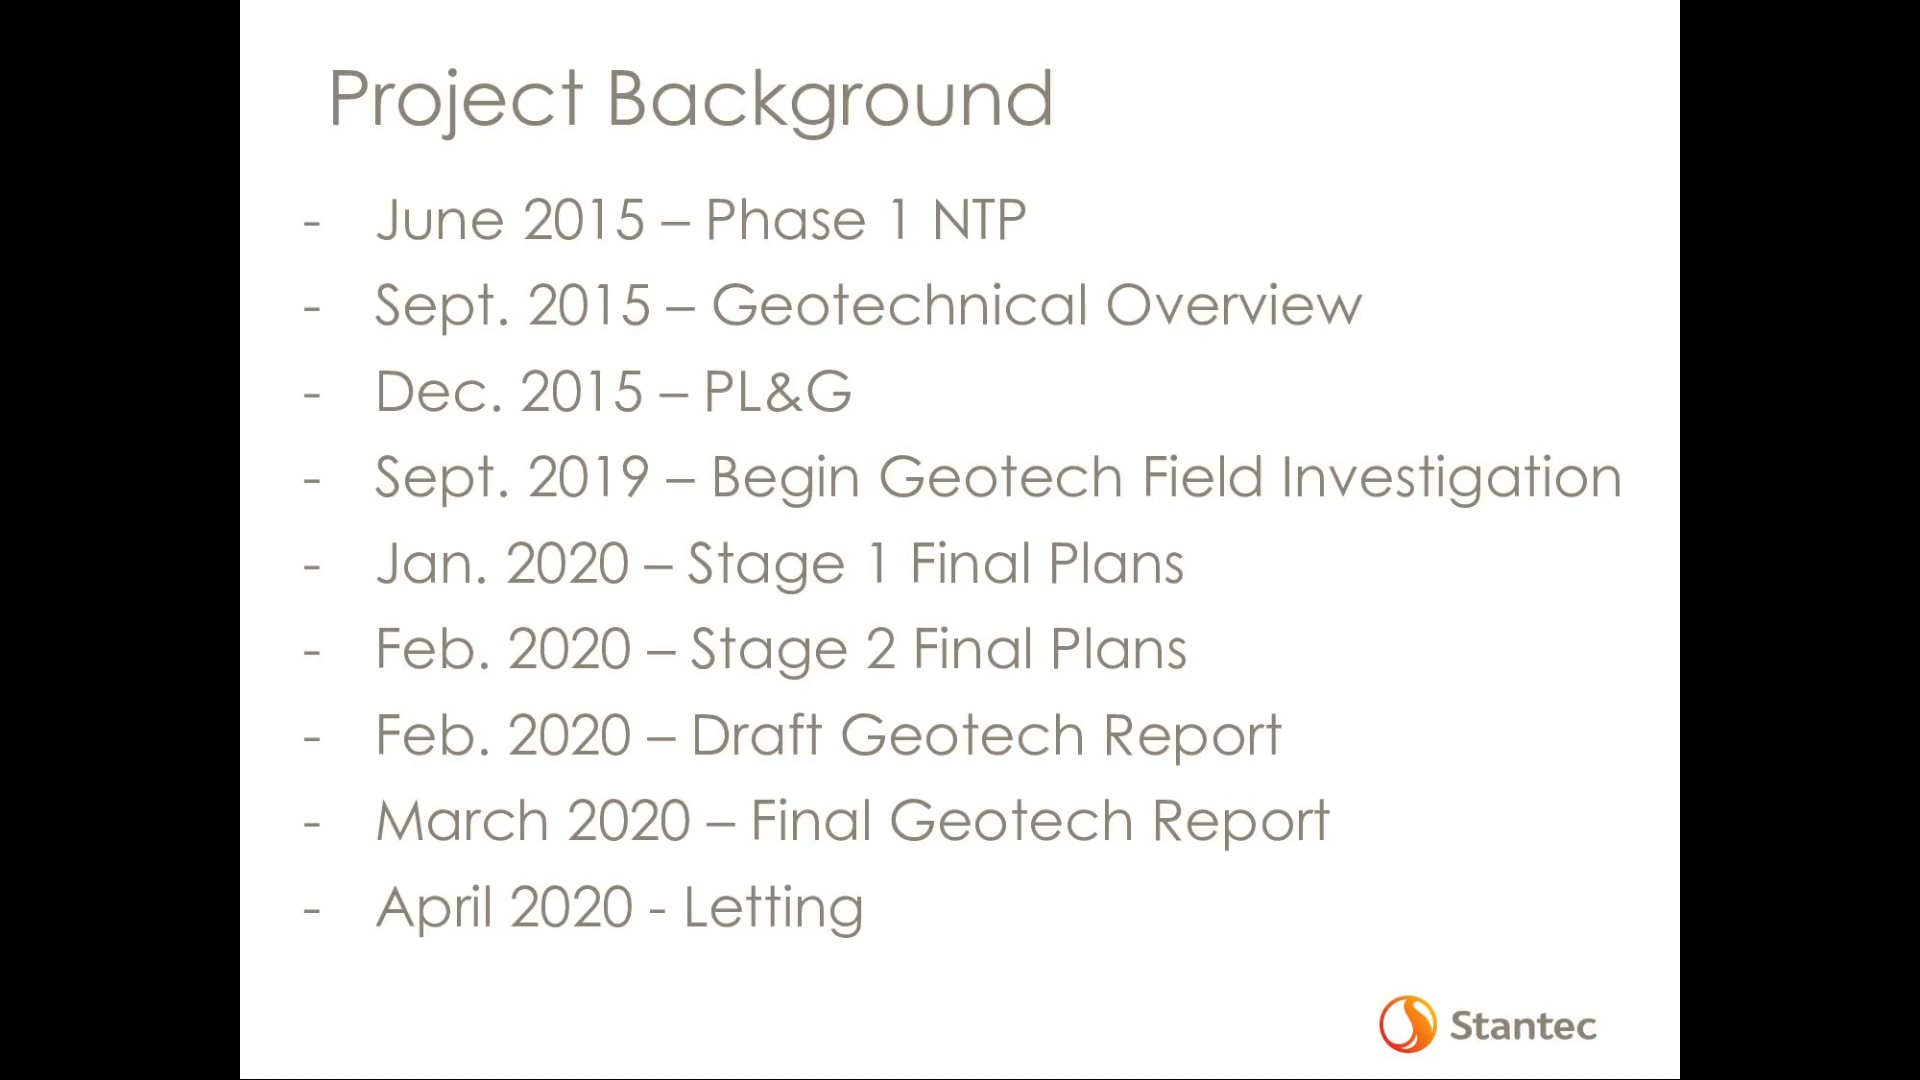 Project Background
- June 2015 – Phase 1 NTP
- Sept. 2015 – Geotechnical Overview
- Dec. 2015 – PL&G
- Sept. 2019 – Begin Geotech Field Investigation
- Jan. 2020 – Stage 1 Final Plans
- Feb. 2020 – Stage 2 Final Plans
- Feb. 2020 – Draft Geotech Report
- March 2020 – Final Geotech Report
- April 2020 - Letting
Stantec